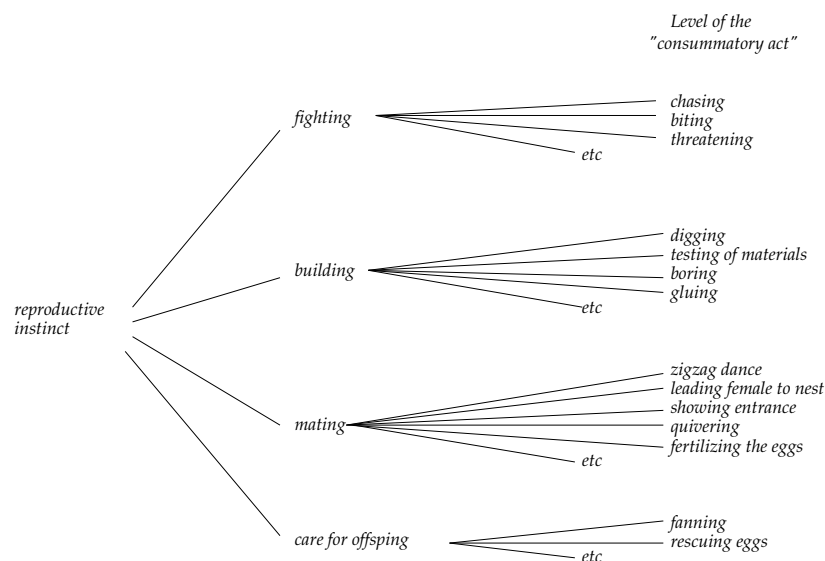 Level of the
"consummatory act"
fighting
chasing
biting
threatening
etc
building
digging
testing of materials
boring
gluing
etc
reproductive
instinct
mating
zigzag dance
leading female to nest
showing entrance
quivering
fertilizing the eggs
etc
care for offsping
fanning
rescuing eggs
etc